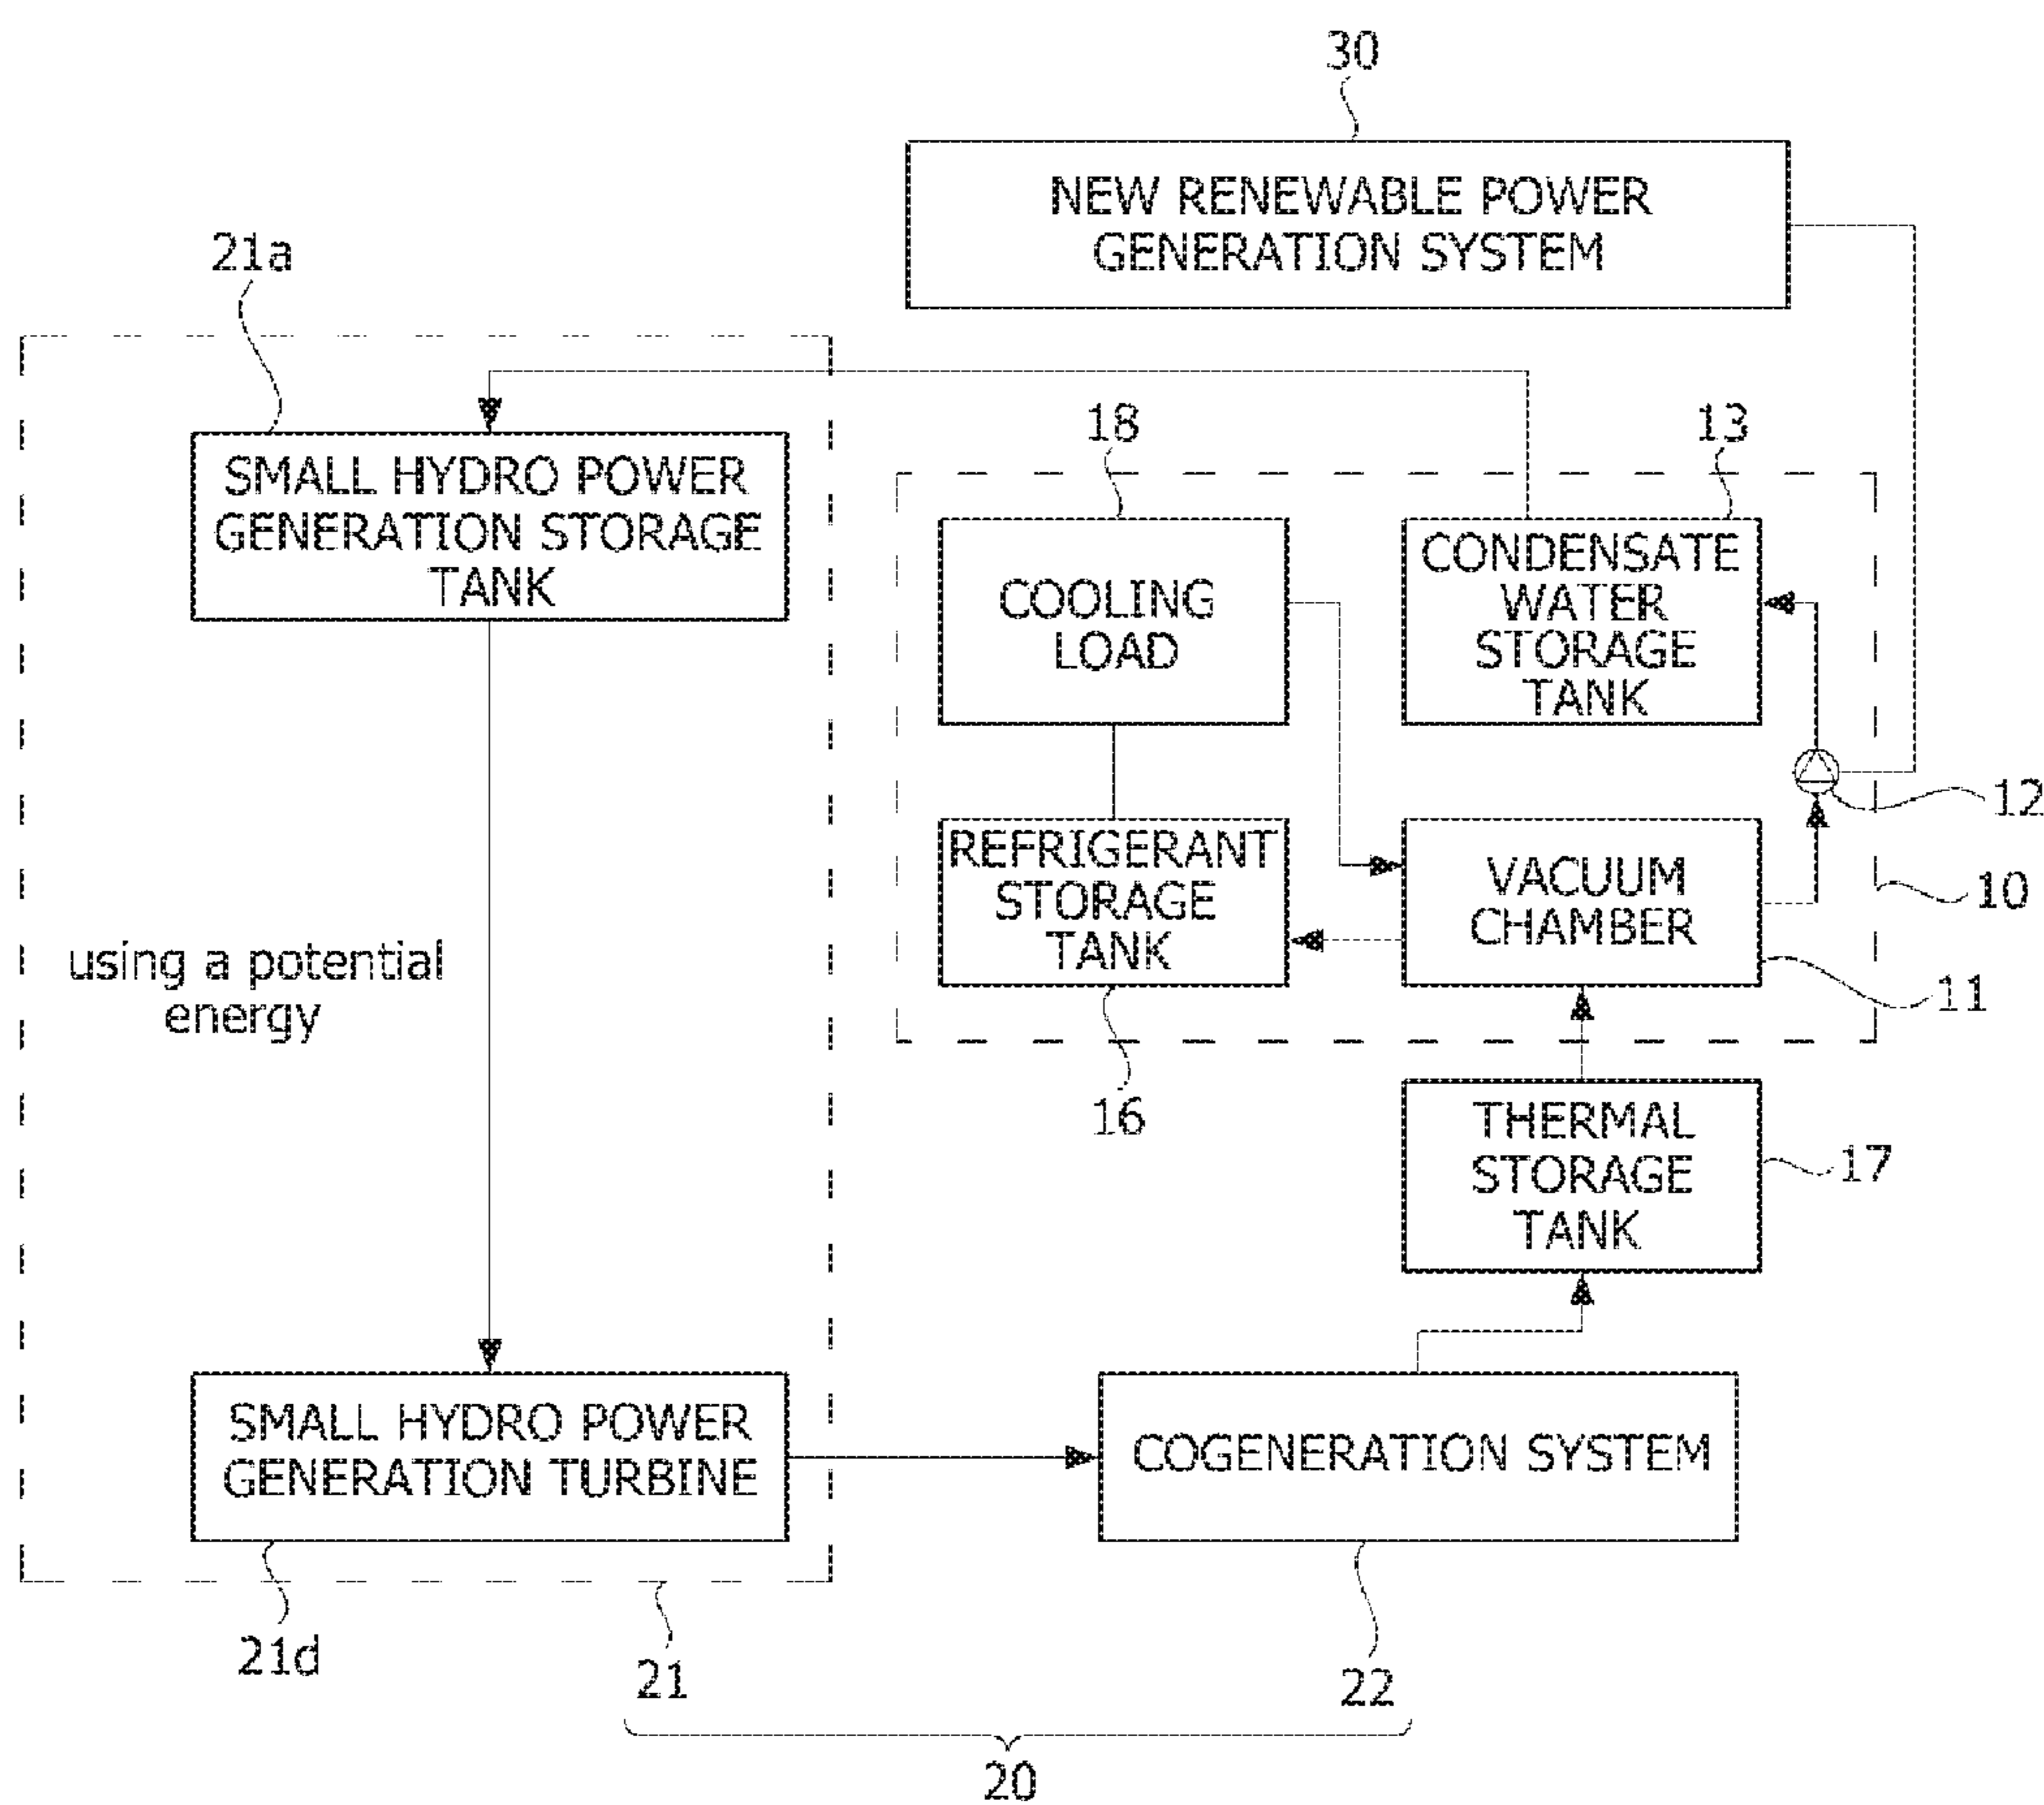 30
NEW RENEWABLE POWER
GENERATION SYSTEM
21a
SMALL HYDRO POWER
GENERATION STORAGE
TANK
18
13
COOLING
LOAD
CONDENSATE
WATER
STORAGE
TANK
12
REFRIGERANT
STORAGE
TANK
VACUUM
CHAMBER
10
11
using a potential
energy
16
THERMAL
STORAGE
TANK
17
SMALL HYDRO POWER
GENERATION TURBINE
COGENERATION SYSTEM
21d
21
22
20